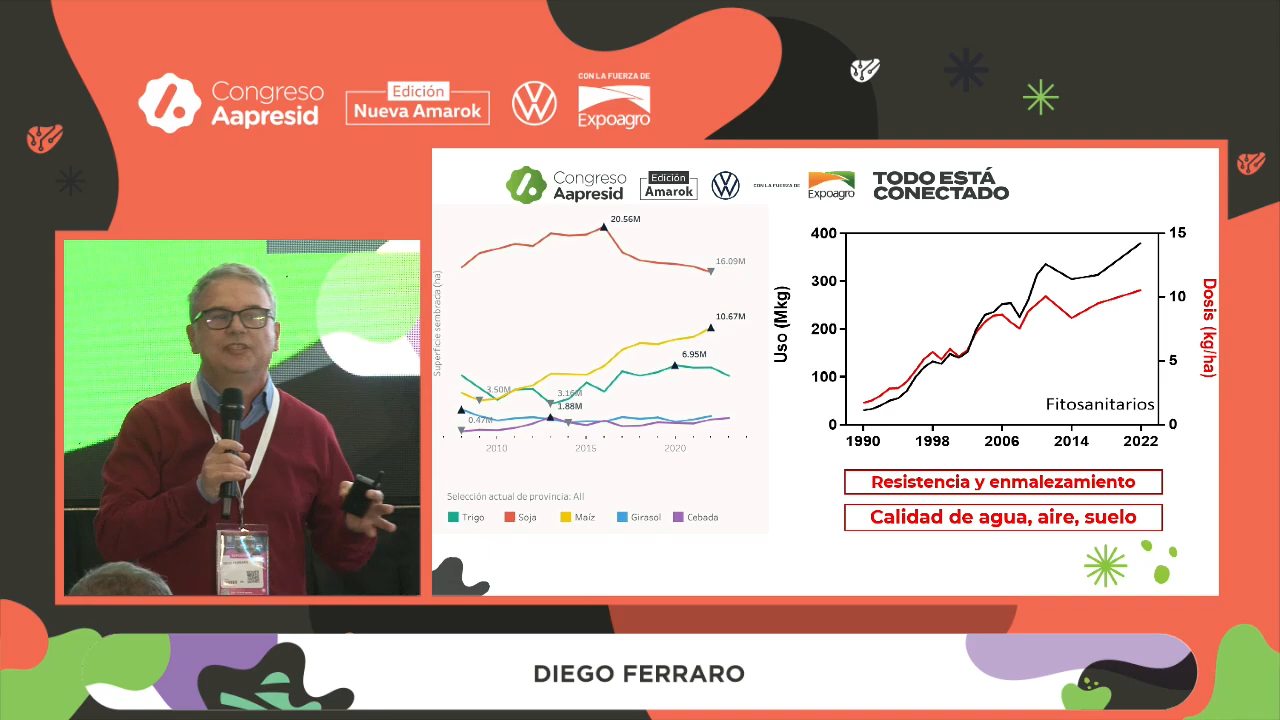 Congreso
Aapresid
Edición
Nueva Amarok
CON LA FUERZA DE
Expoagro
Congreso
Aapresid
Edición
Amarok
CON LA FUERZA DE
Expoagro
TODO ESTÁ
CONECTADO
Superficie sembrada (ha)
20.56M
16.09M
10.67M
6.95M
3.50M
3.16M
1.88M
0.47M
2010
2015
2020
Selección actual de provincia: All
Trigo
Soja
Maíz
Girasol
Cebada
Uso (Mkg)
400
300
200
100
0
15
10
5
0
Dosis (kg/ha)
Fitosanitarios
1990
1998
2006
2014
2022
Resistencia y enmalezamiento
Calidad de agua, aire, suelo
DIEGO FERRARO